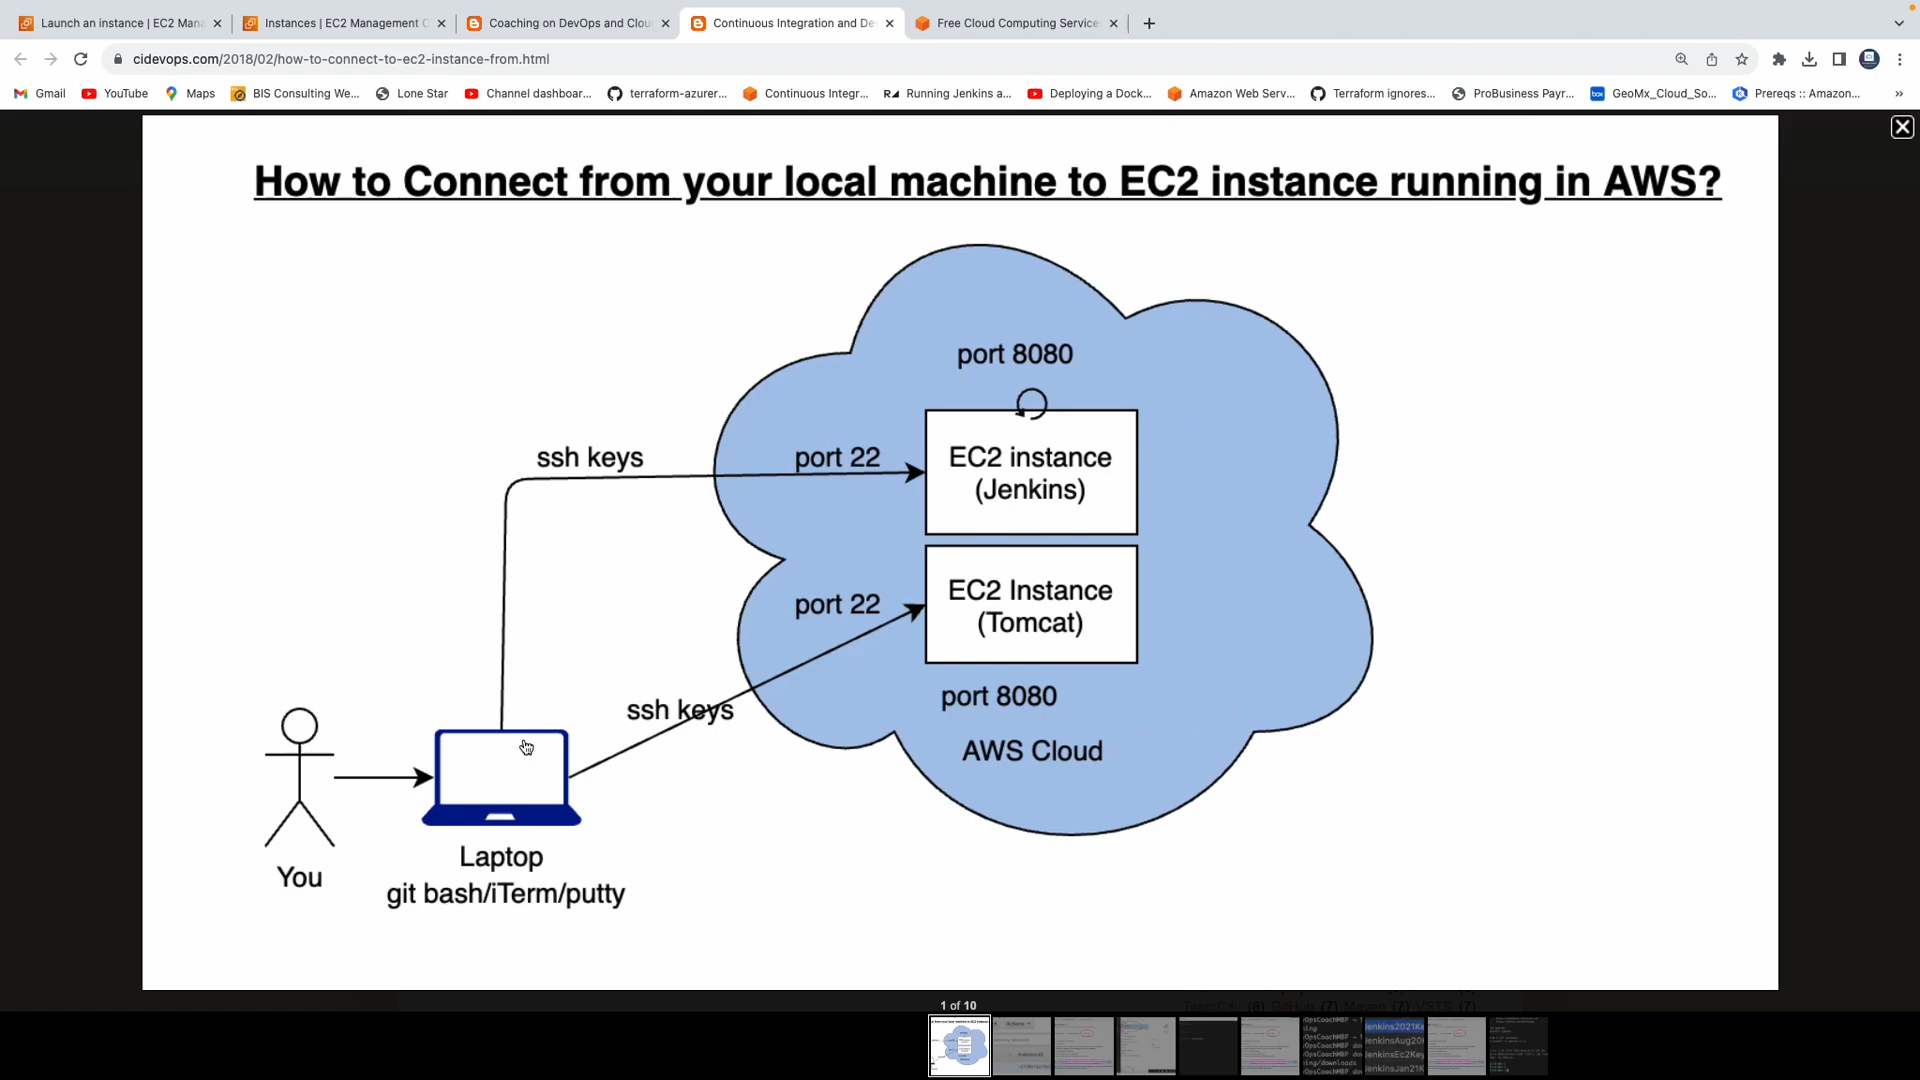 Launch an instance | EC2 Mana
Instances | EC2 Management C
Coaching on DevOps and Clou
Continuous Integration and De
Free Cloud Computing Service
cidevops.com/2018/02/how-to-connect-to-ec2-instance-from.html
Gmail
YouTube
Maps
BIS Consulting We...
Lone Star
Channel dashboar...
terraform-azurer...
Continuous Integr...
Running Jenkins a...
Deploying a Dock...
Amazon Web Serv...
Terraform ignores...
ProBusiness Payr...
GeoMx_Cloud_So...
Prereqs :: Amazon...
How to Connect from your local machine to EC2 instance running in AWS?
port 8080
ssh keys
port 22
EC2 instance
(Jenkins)
port 22
EC2 Instance
(Tomcat)
ssh keys
port 8080
AWS Cloud
You
Laptop
git bash/iTerm/putty
1 of 10